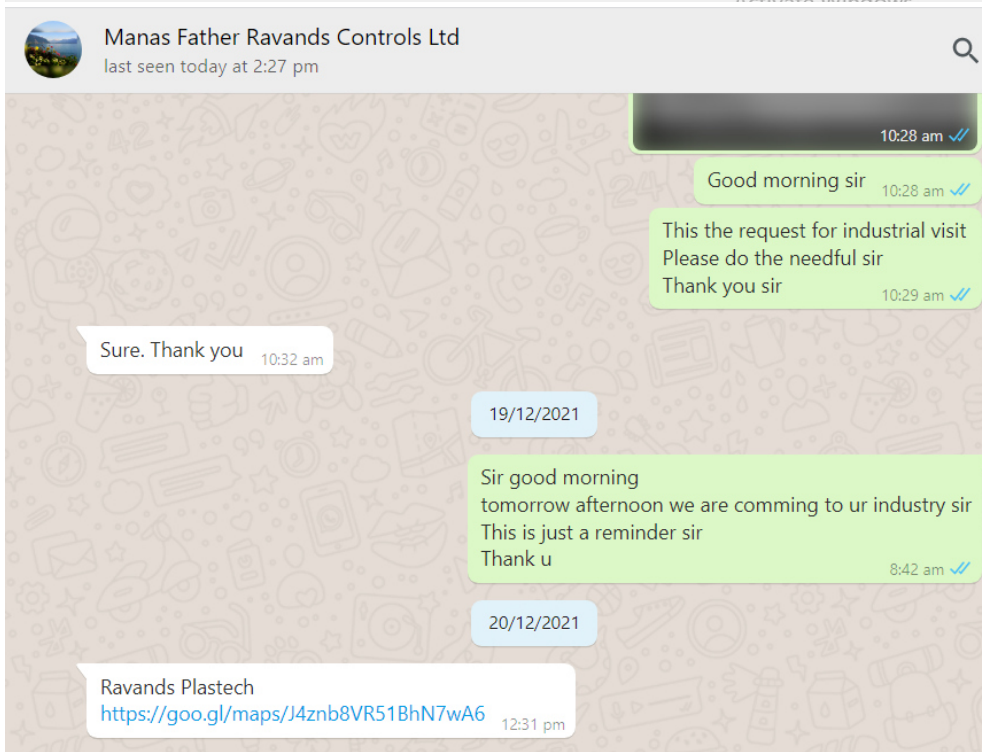 Manas Father Ravands Controls Ltd
last seen today at 2:27 pm
10:28 am
Good morning sir 10:28 am
This the request for industrial visit
Please do the needful sir
Thank you sir 10:29 am
Sure. Thank you 10:32 am
19/12/2021
Sir good morning
tomorrow afternoon we are comming to ur industry sir
This is just a reminder sir
Thank u 8:42 am
20/12/2021
Ravands Plastech
https://goo.gl/maps/J4znb8VR51BhN7wA6 12:31 pm